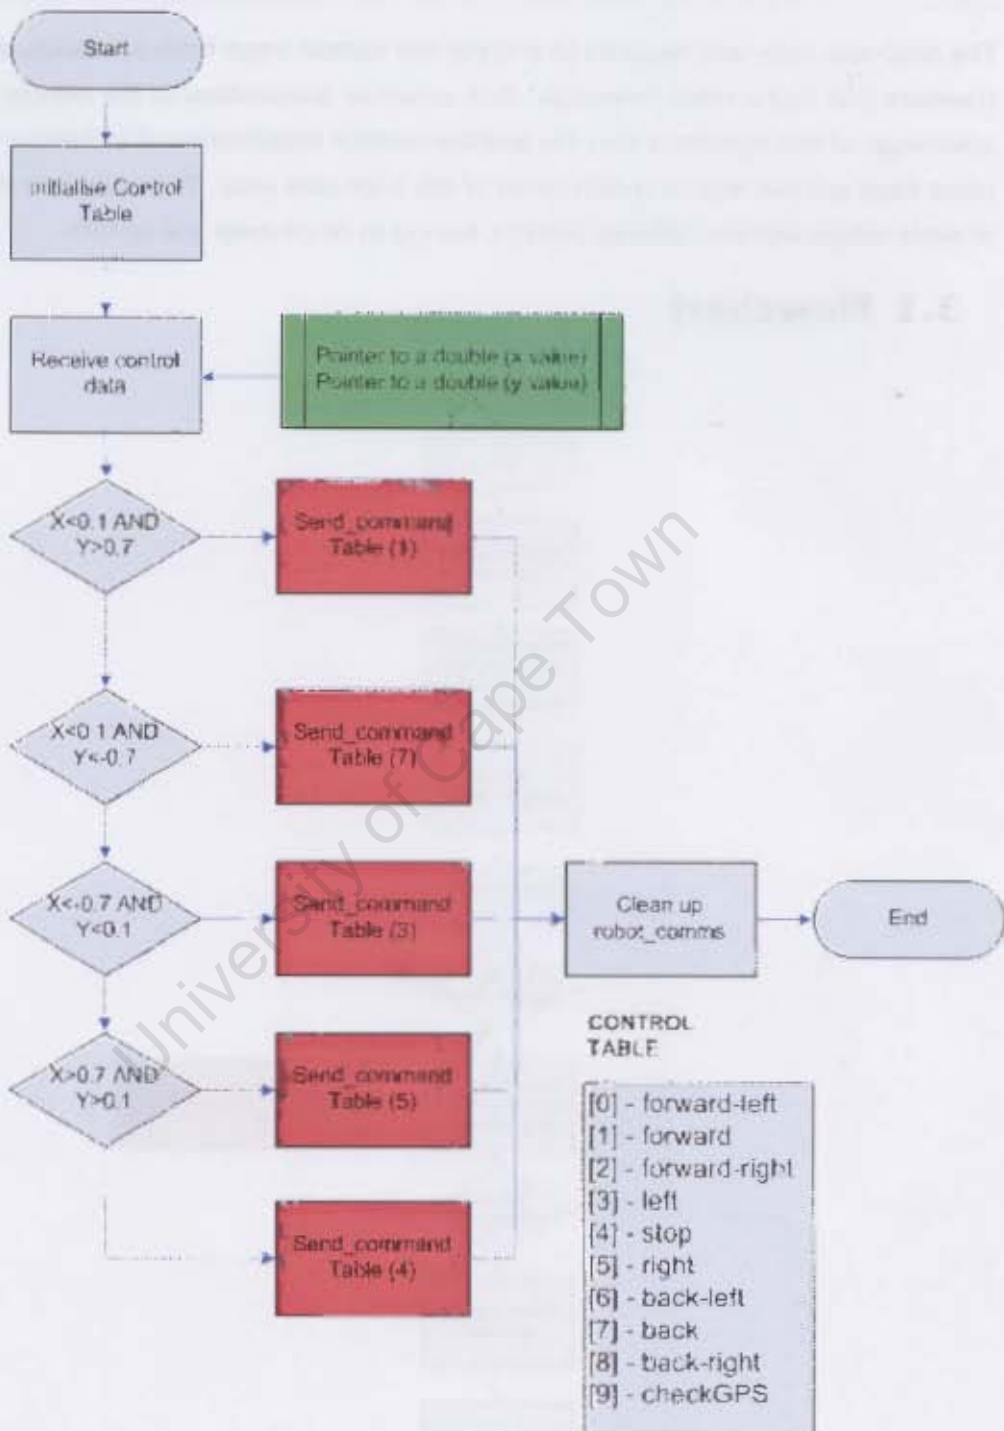 Start
Initialise Control
Table
Receive control
data
Pointer to a double (x value)
Pointer to a double (y value)
X<0.1 AND
Y>0.7
Send_command
Table (1)
X<0.1 AND
Y<-0.7
Send_command
Table (7)
X<-0.7 AND
Y<0.1
Send_command
Table (3)
Clean up
robot_comms
End
X>0.7 AND
Y>0.1
Send_command
Table (5)
Send_command
Table (4)
CONTROL
TABLE
[0] - forward-left
[1] - forward
[2] - forward-right
[3] - left
[4] - stop
[5] - right
[6] - back-left
[7] - back
[8] - back-right
[9] - checkGPS
University of Cape Town
3.1 Flowchart